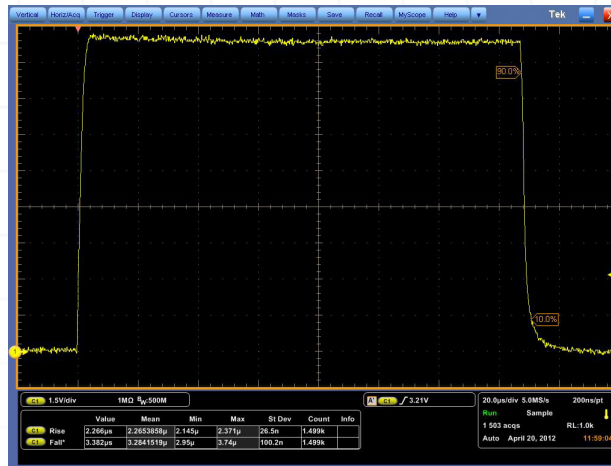 Vertical Horiz/Acq Trigger Display Cursors Measure Math Masks Save Recall MyScope Help Tek
90.0%
10.0%
1
C1 1.5V/div 1MΩ BW:500M
A' C1 3.21V
20.0µs/div 5.0MS/s 200ns/pt
Run Sample
1 503 acqs RL:1.0k
Auto April 20, 2012 11:59:04
Value Mean Min Max St Dev Count Info
C1 Rise 2.266µs 2.2653858µ 2.145µ 2.371µ 26.5n 1.499k
C1 Fall* 3.382µs 3.2841519µ 2.95µ 3.74µ 100.2n 1.499k